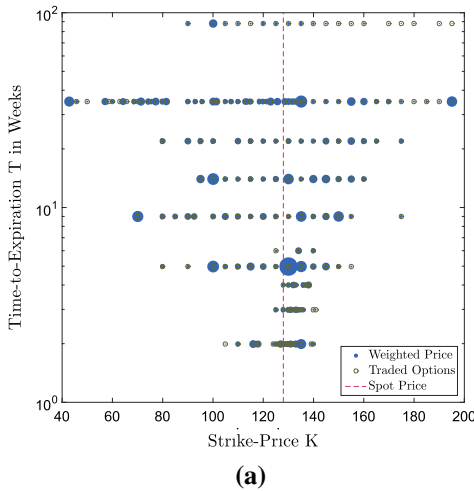 10²
10¹
10⁰
Time-to-Expiration T in Weeks
Weighted Price
Traded Options
Spot Price
40 60 80 100 120 140 160 180 200
Strike-Price K
(a)